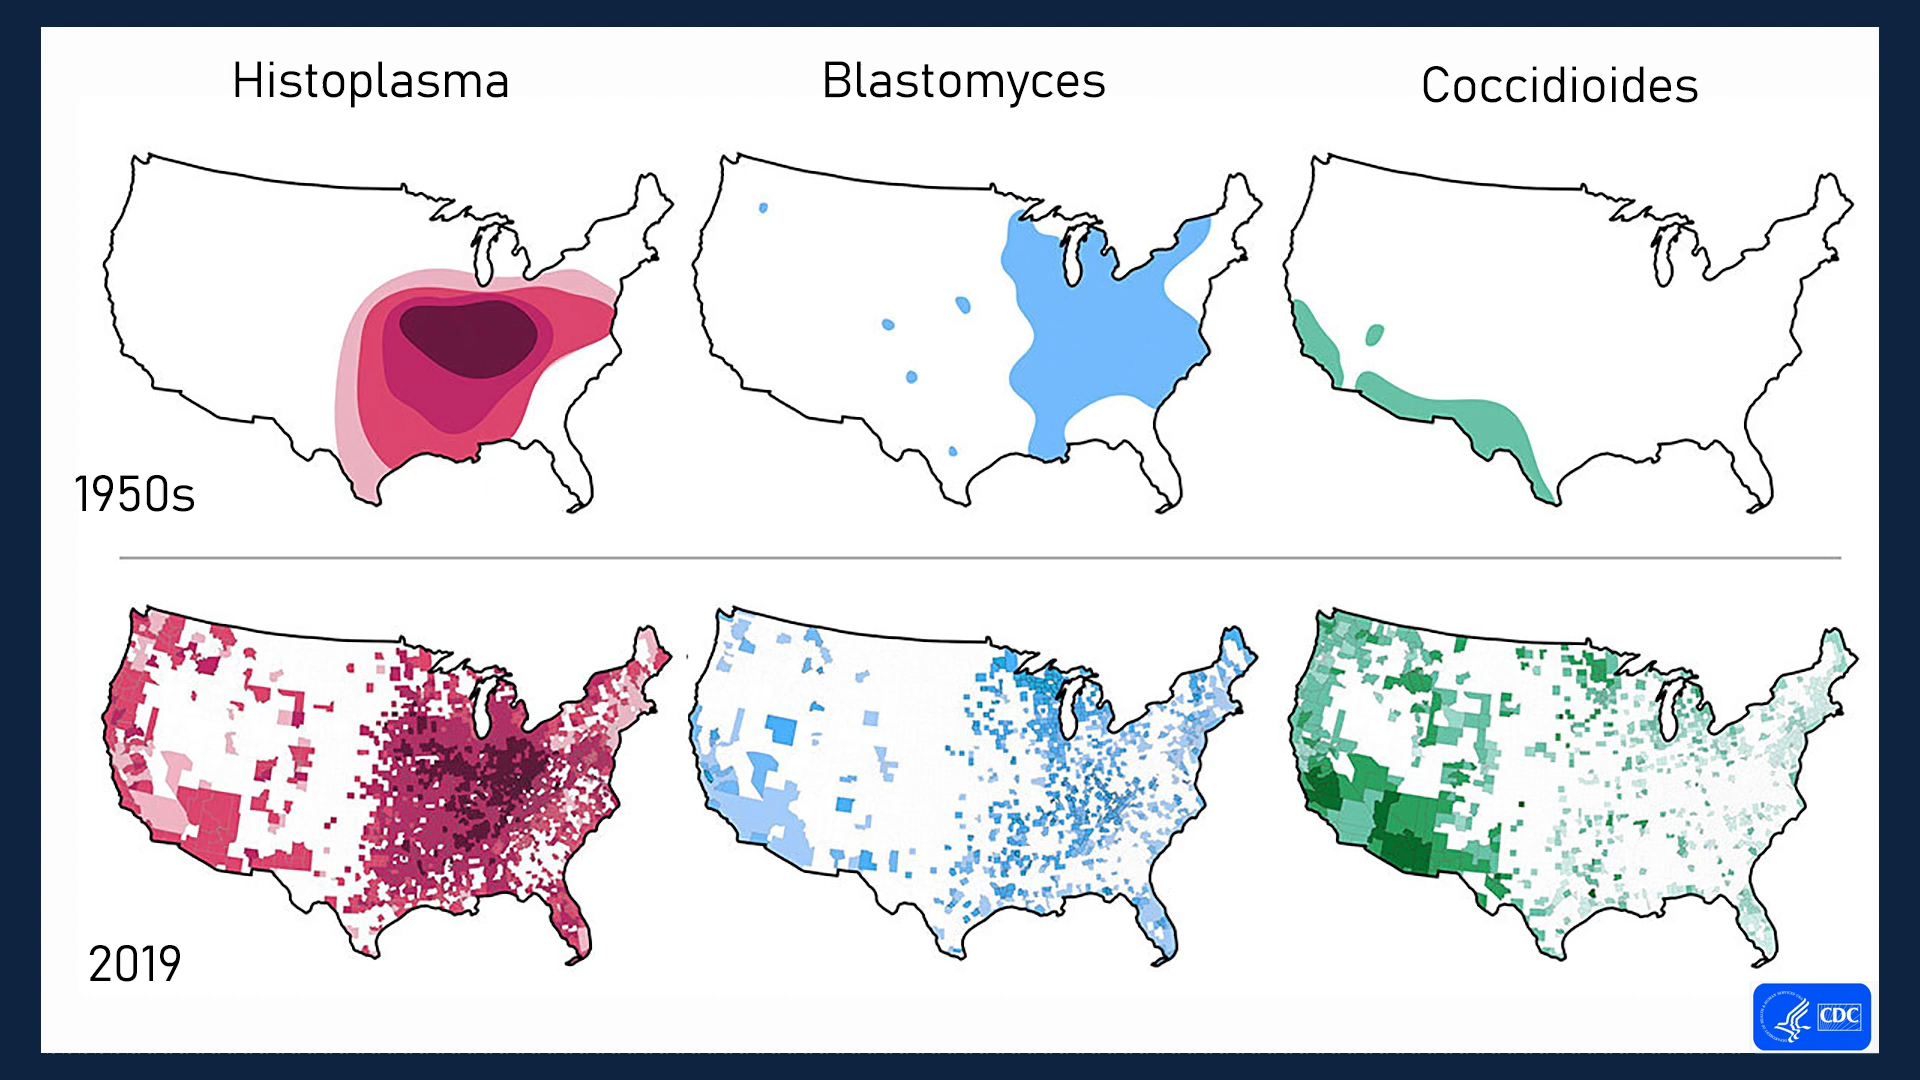 Histoplasma
Blastomyces
Coccidioides
1950s
2019
CDC